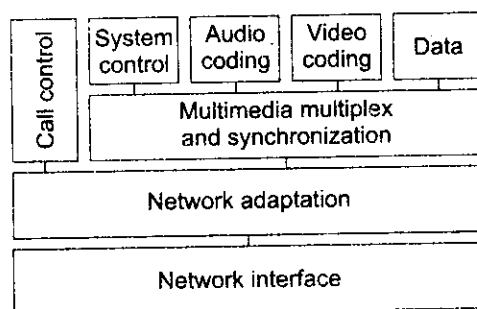 Call control
System
control
Audio
coding
Video
coding
Data
Multimedia multiplex
and synchronization
Network adaptation
Network interface